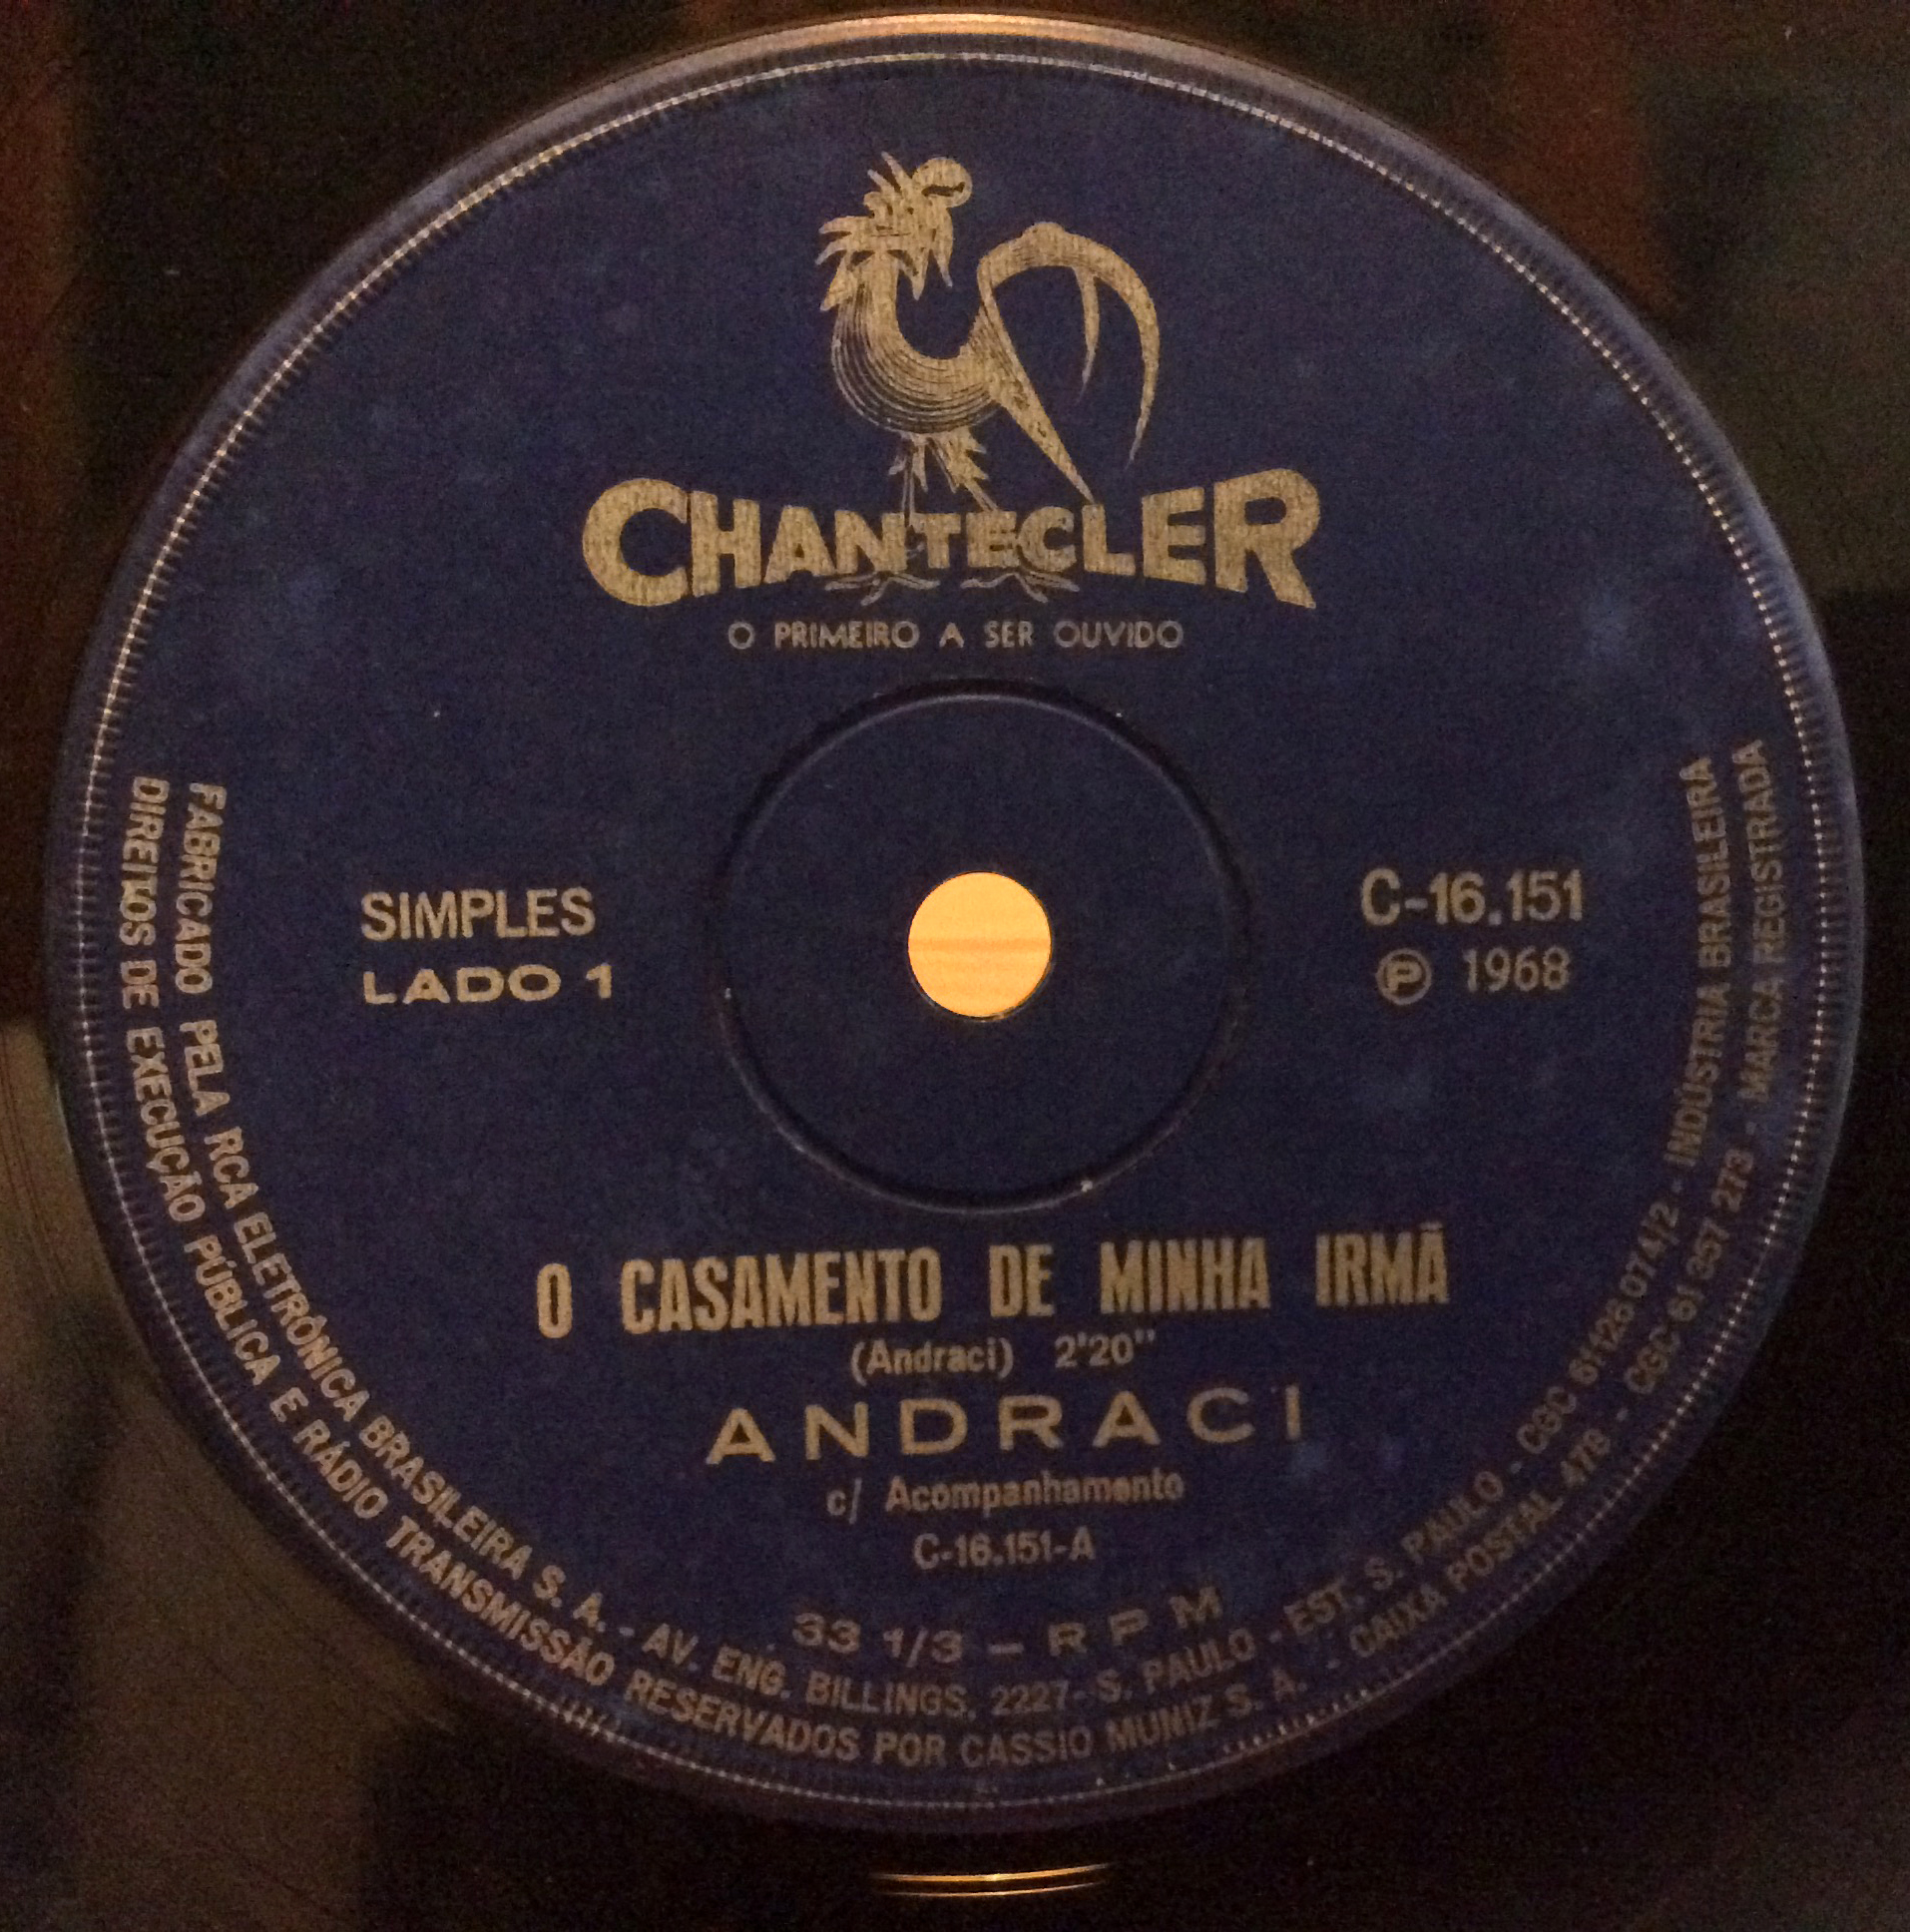 CHANTECLER
O PRIMEIRO A SER OUVIDO
SIMPLES
LADO 1
C-16.151
Ⓟ 1968
O CASAMENTO DE MINHA IRMÃ
(Andraci) 2'20"
ANDRACI
c/ Acompanhamento
C-16.151-A
33 1/3 — RPM
FABRICADO PELA RCA ELETRÔNICA BRASILEIRA S. A. - AV. ENG. BILLINGS, 2227 - S. PAULO - EST. S. PAULO - CGC 61126 074/2 - INDUSTRIA BRASILEIRA
DIREITOS DE EXECUÇÃO PÚBLICA E RÁDIO TRANSMISSÃO RESERVADOS POR CASSIO MUNIZ S. A. - CAIXA POSTAL 478 - CGC 61 357 273 - MARCA REGISTRADA